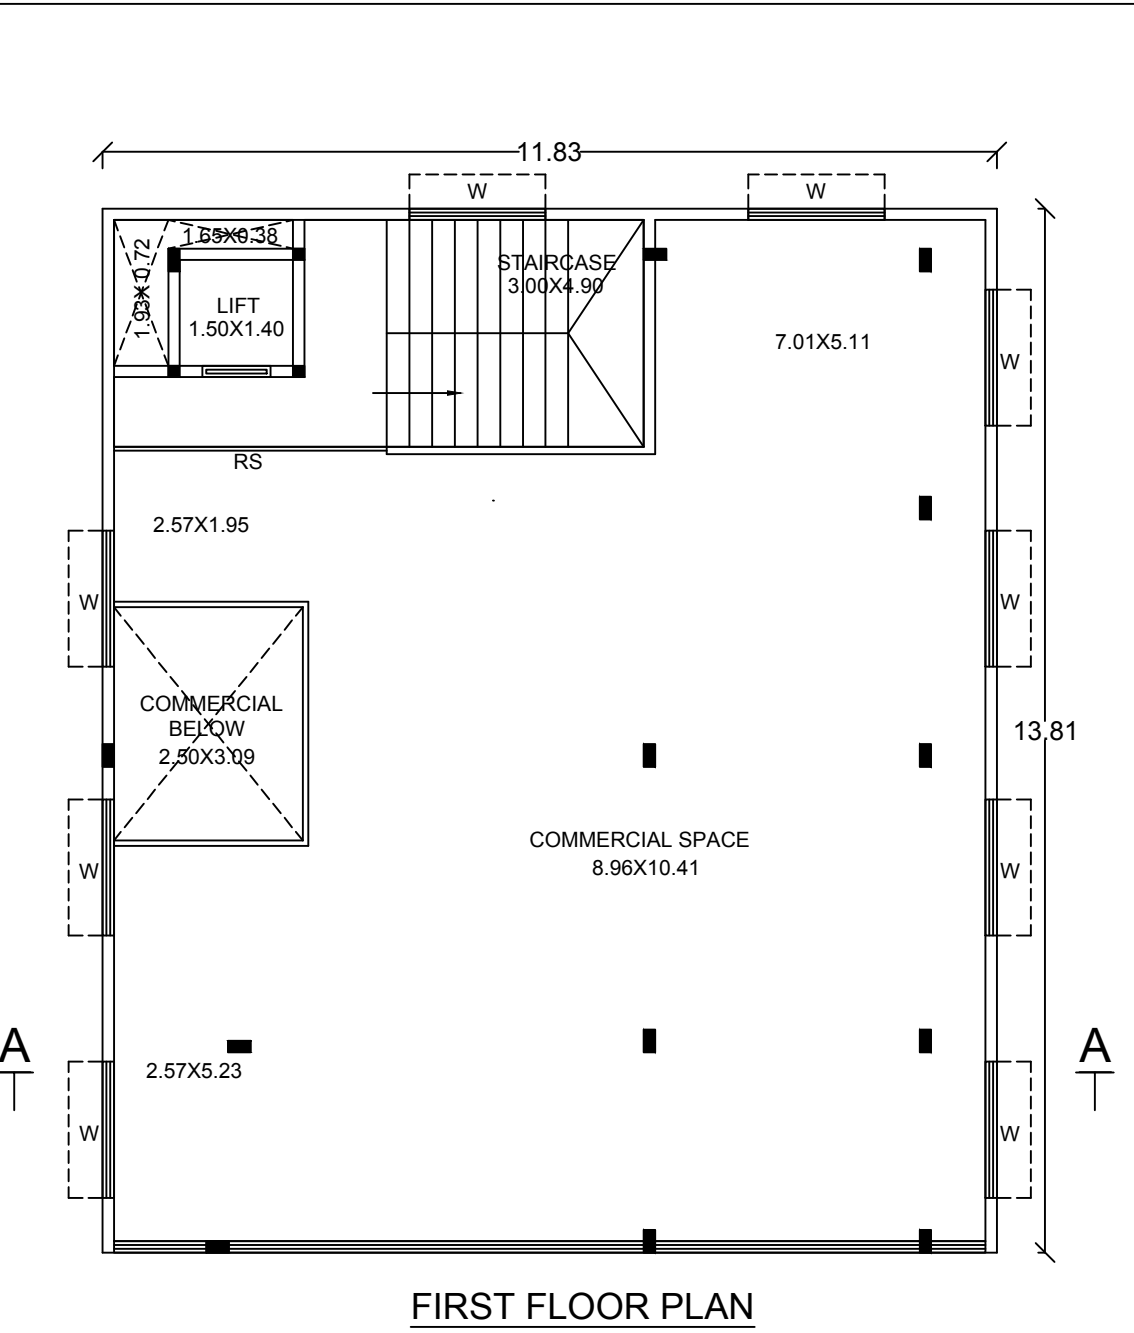 11.83
W
W
1.65X0.38
1.93X 0.72
STAIRCASE
3.00X4.90
LIFT
1.50X1.40
7.01X5.11
W
RS
2.57X1.95
W
W
COMMERCIAL
BELOW
2.50X3.09
13.81
COMMERCIAL SPACE
8.96X10.41
W
W
A
A
2.57X5.23
W
W
FIRST FLOOR PLAN